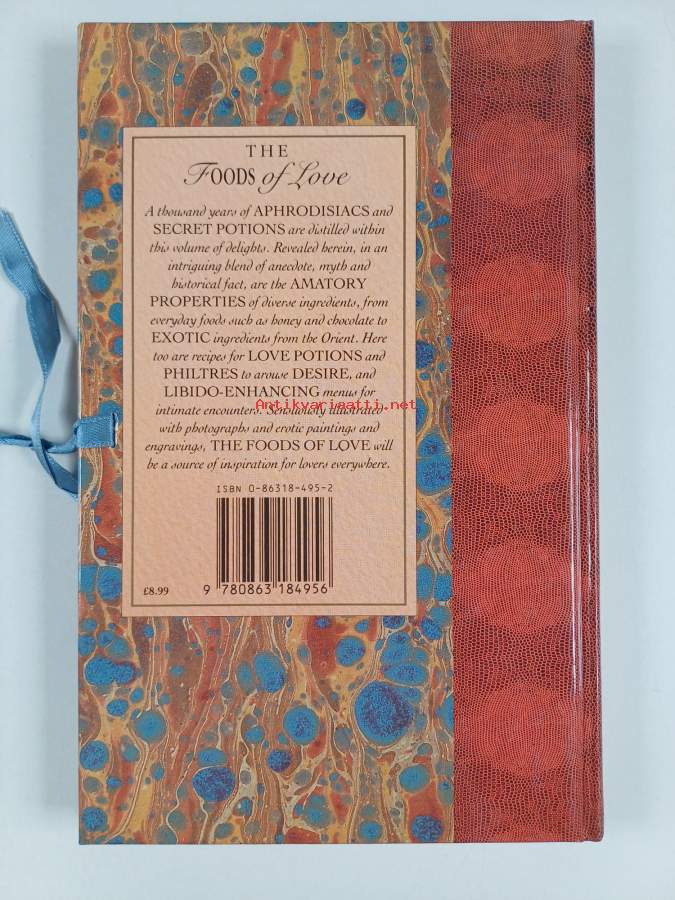 THE
FOODS of Love
A thousand years of APHRODISIACS and
SECRET POTIONS are distilled within
this volume of delights. Revealed herein, in an
intriguing blend of anecdote, myth and
historical fact, are the AMATORY
PROPERTIES of diverse ingredients, from
everyday foods such as honey and chocolate to
EXOTIC ingredients from the Orient. Here
too are recipes for LOVE POTIONS and
PHILTRES to arouse DESIRE, and
LIBIDO-ENHANCING menus for
intimate encounters. Sensuously illustrated
Antikvariaatti.net
with photographs and erotic paintings and
engravings, THE FOODS OF LOVE will
be a source of inspiration for lovers everywhere.
ISBN 0-86318-495-2
£8.99
9 780863 184956